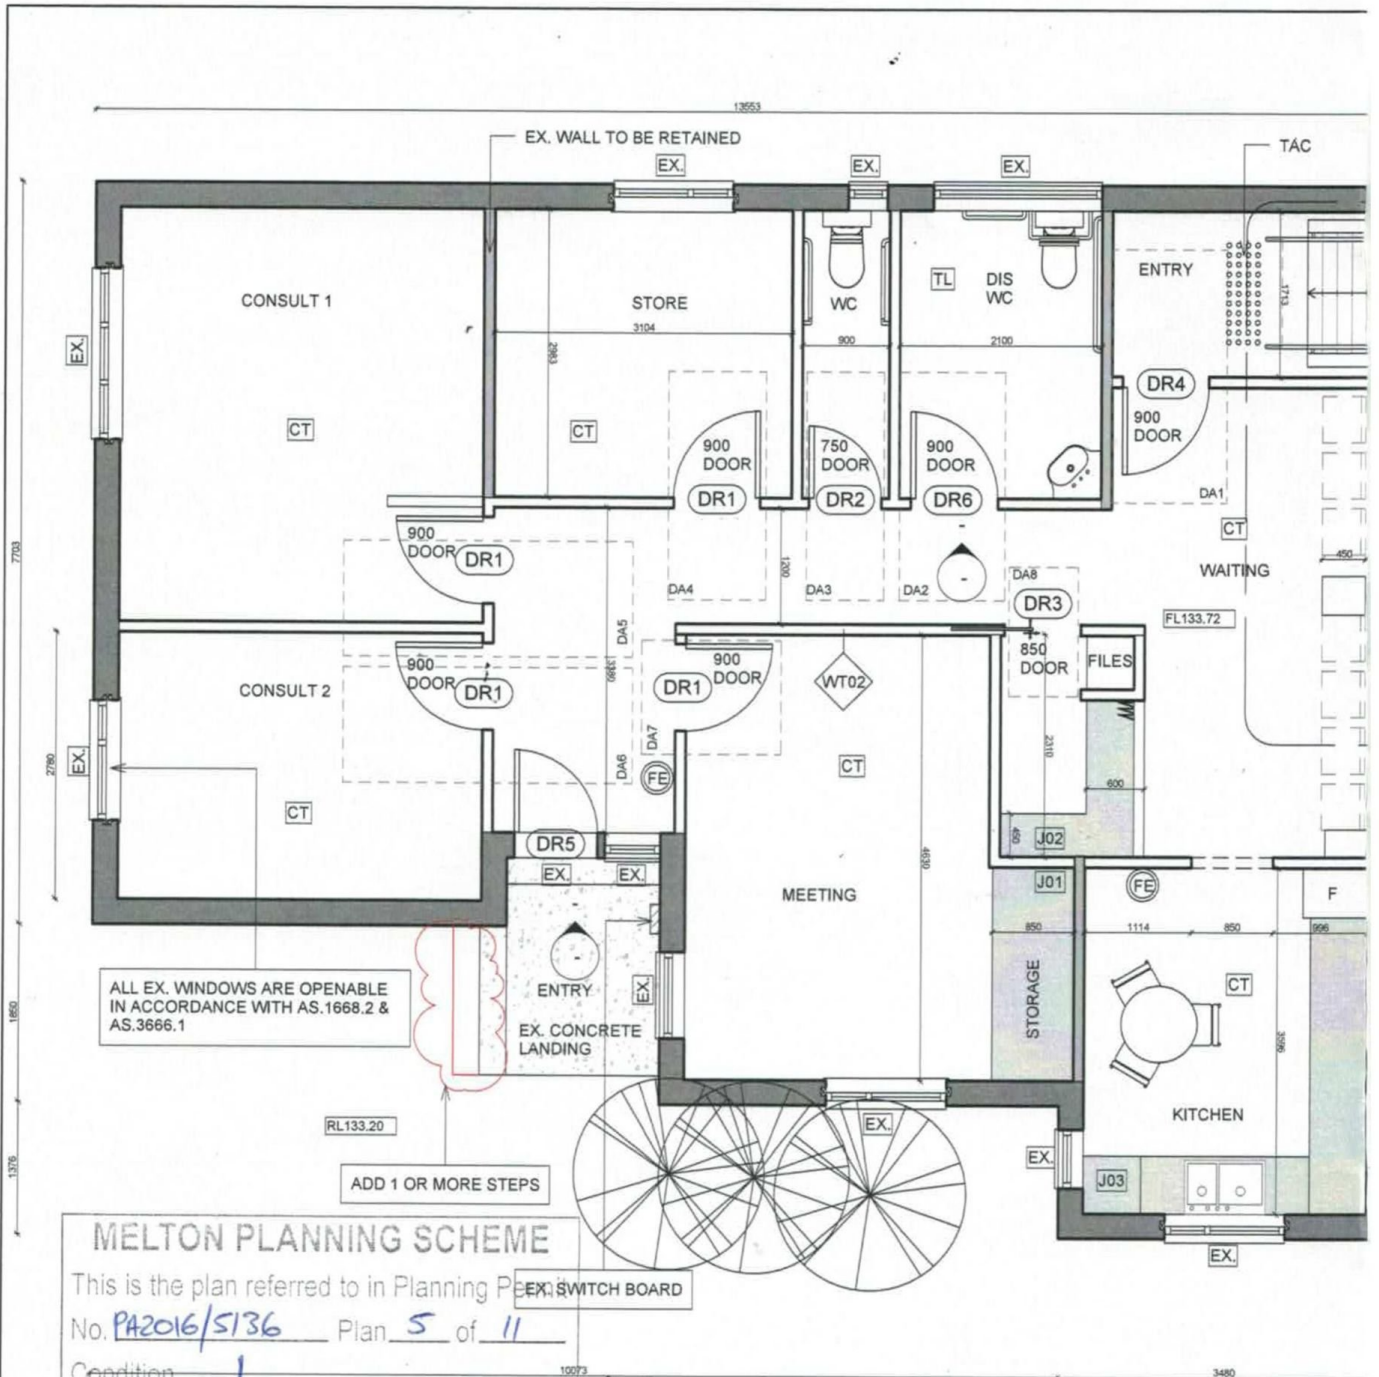 13553
EX. WALL TO BE RETAINED
TAC
EX.
EX.
EX.
CONSULT 1
STORE
WC
TL
DIS
WC
ENTRY
3104
2983
900
2100
1713
EX.
CT
CT
900
DOOR
DR1
750
DOOR
DR2
900
DOOR
DR6
DR4
900
DOOR
DA1
CT
WAITING
450
FL133.72
7703
900
DOOR
DR1
1200
DA4
DA3
DA2
DA8
DR3
850
DOOR
FILES
DA5
3380
CONSULT 2
900
DOOR
DR1
DR1
900
DOOR
WT02
2780
EX.
DA6
DA7
FE
CT
CT
2310
600
450
J02
DR5
EX.
EX.
4630
MEETING
J01
FE
F
850
1114
850
996
ALL EX. WINDOWS ARE OPENABLE
IN ACCORDANCE WITH AS.1668.2 &
AS.3666.1
ENTRY
EX. CONCRETE
LANDING
EX.
STORAGE
CT
3596
1850
RL133.20
EX.
KITCHEN
1376
ADD 1 OR MORE STEPS
EX.
J03
EX.
MELTON PLANNING SCHEME
This is the plan referred to in Planning Permit
EX. SWITCH BOARD
No. PA2016/5136 Plan 5 of 11
Condition 1
10073
3480